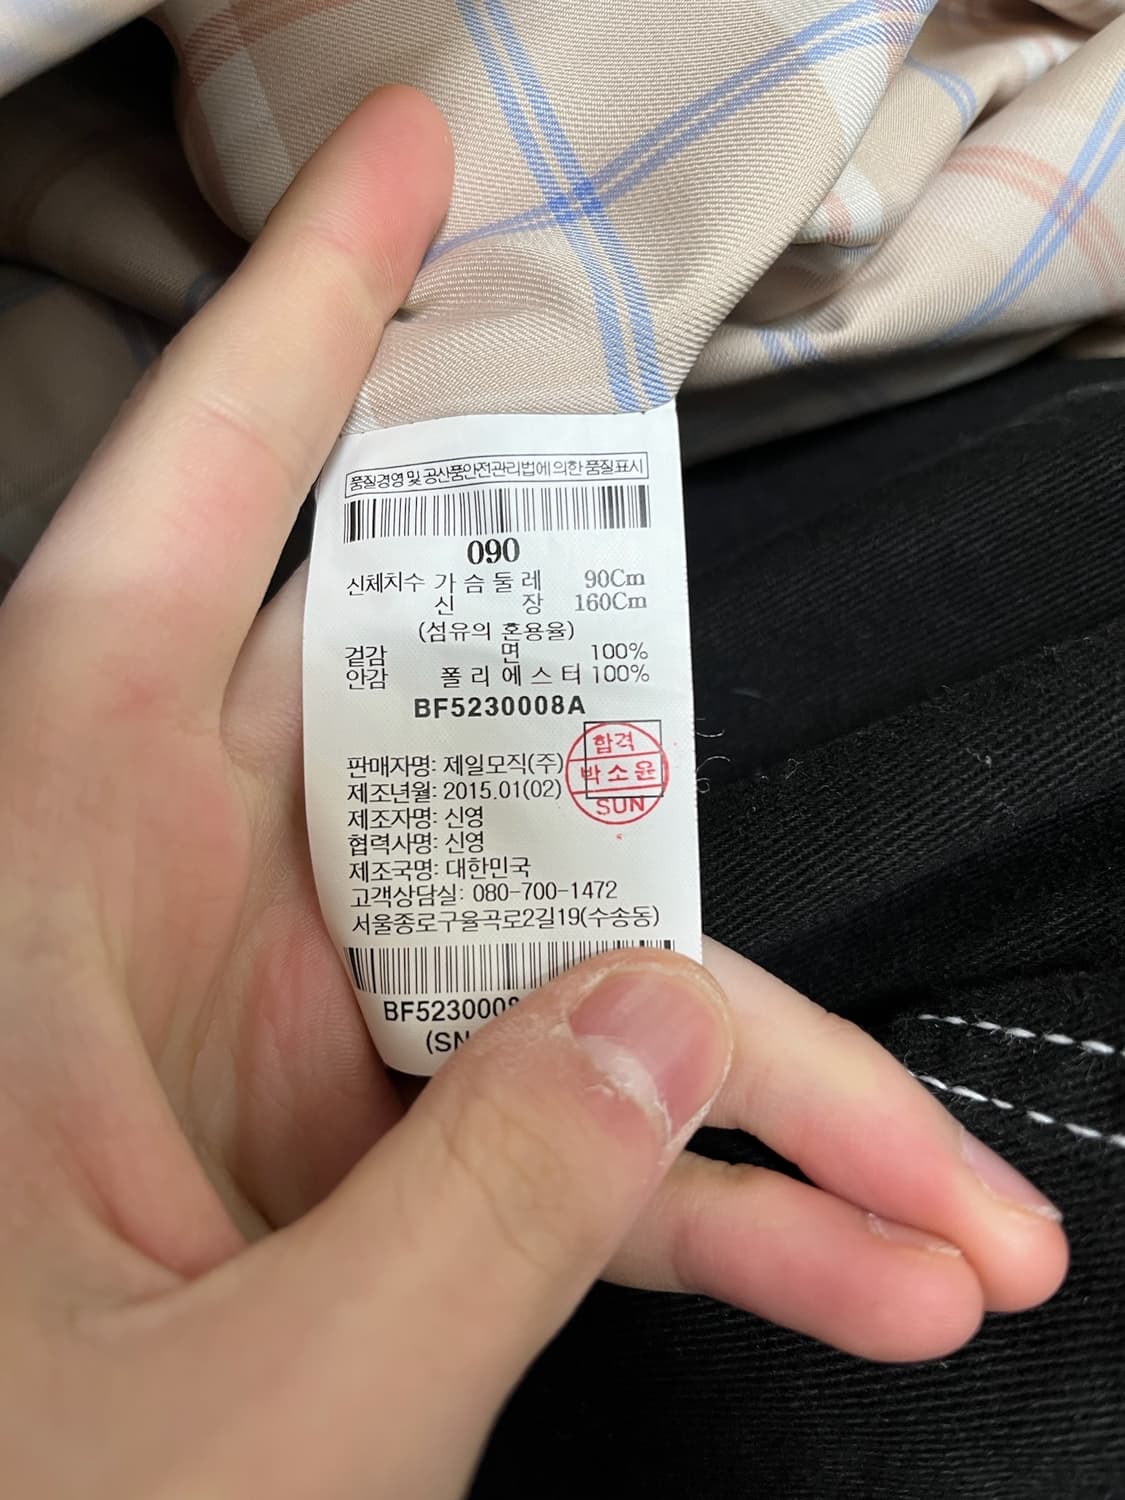 품질경영 및 공산품안전관리법에 의한 품질표시
090
신체치수 가슴둘레 90Cm
신장 160Cm
(섬유의 혼용율)
겉감 면 100%
안감 폴리에스터 100%
BF5230008A
합격
박소윤
SUN
판매자명: 제일모직(주)
제조년월: 2015.01(02)
제조자명: 신영
협력사명: 신영
제조국명: 대한민국
고객상담실: 080-700-1472
서울종로구율곡로2길19(수송동)